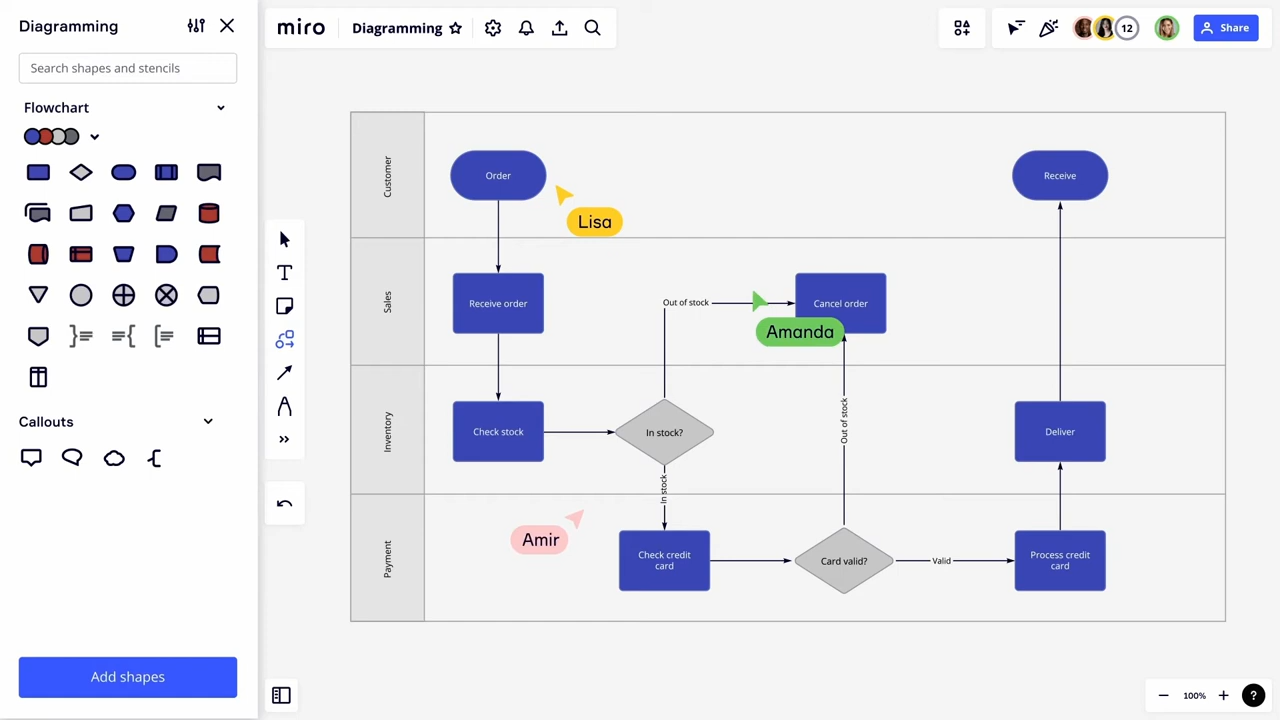 Diagramming
miro
Diagramming
12
Share
Search shapes and stencils
Flowchart
Callouts
Add shapes
Customer
Order
Receive
Lisa
Sales
Receive order
Out of stock
Cancel order
Amanda
Inventory
Check stock
In stock?
Out of stock
Deliver
In stock
Payment
Amir
Check credit
card
Card valid?
Valid
Process credit
card
100%
?